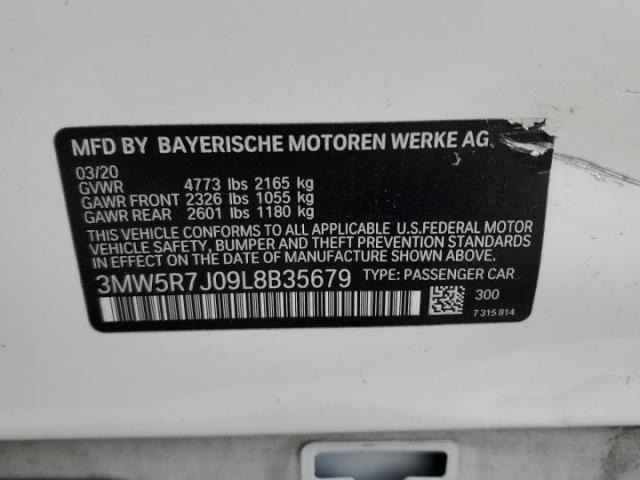 MFD BY BAYERISCHE MOTOREN WERKE AG
03/20
GVWR 4773 lbs 2165 kg
GAWR FRONT 2326 lbs 1055 kg
GAWR REAR 2601 lbs 1180 kg
THIS VEHICLE CONFORMS TO ALL APPLICABLE U.S.FEDERAL MOTOR
VEHICLE SAFETY, BUMPER AND THEFT PREVENTION STANDARDS
IN EFFECT ON THE DATE OF MANUFACTURE SHOWN ABOVE.
3MW5R7J09L8B35679 TYPE: PASSENGER CAR
300
7 315 814